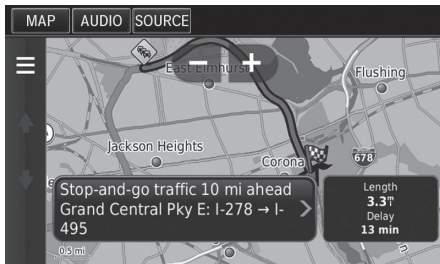 MAP AUDIO SOURCE
East Elmhurst
Flushing
Jackson Heights
Corona
678
Stop-and-go traffic 10 mi ahead
Grand Central Pky E: I-278 → I-
495
Length
3.3
Delay
13 min
0.5 mi